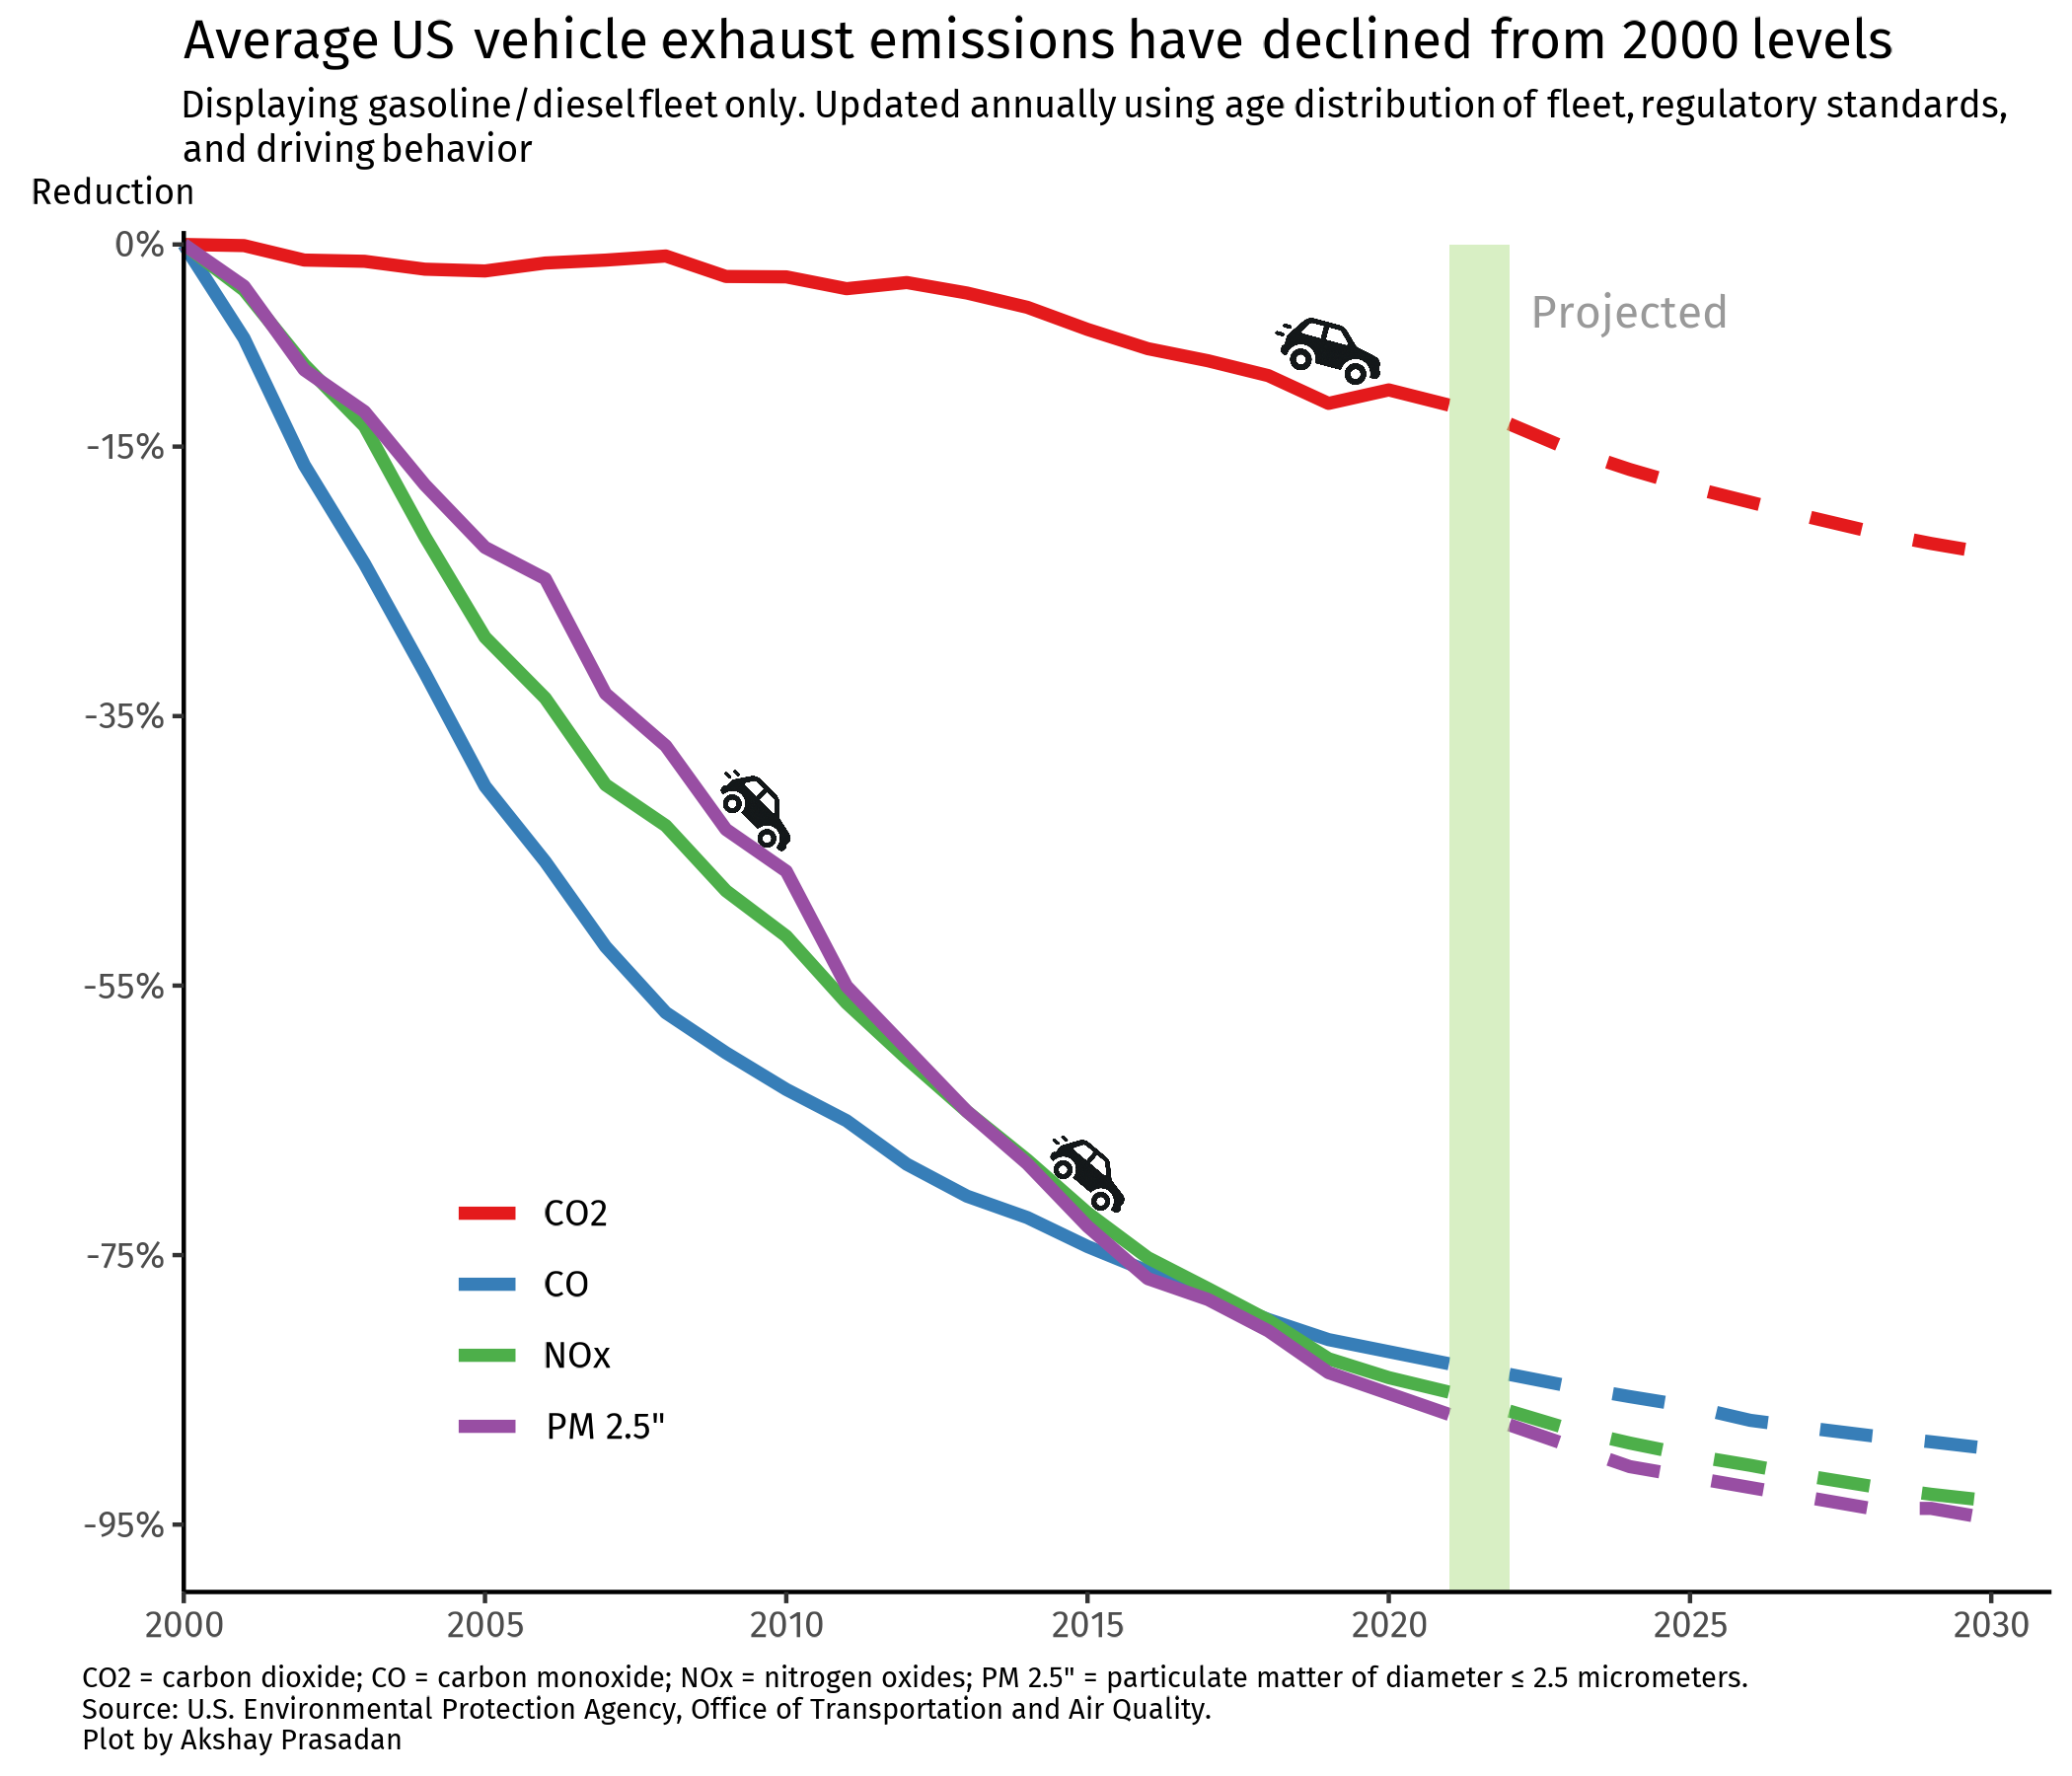 Average US vehicle exhaust emissions have declined from 2000 levels
Displaying gasoline/diesel fleet only. Updated annually using age distribution of fleet, regulatory standards,
and driving behavior
Reduction
0%
Projected
-15%
-35%
-55%
-75%
-95%
CO2
CO
NOx
PM 2.5"
2000 2005 2010 2015 2020 2025 2030
CO2 = carbon dioxide; CO = carbon monoxide; NOx = nitrogen oxides; PM 2.5" = particulate matter of diameter ≤ 2.5 micrometers.
Source: U.S. Environmental Protection Agency, Office of Transportation and Air Quality.
Plot by Akshay Prasadan